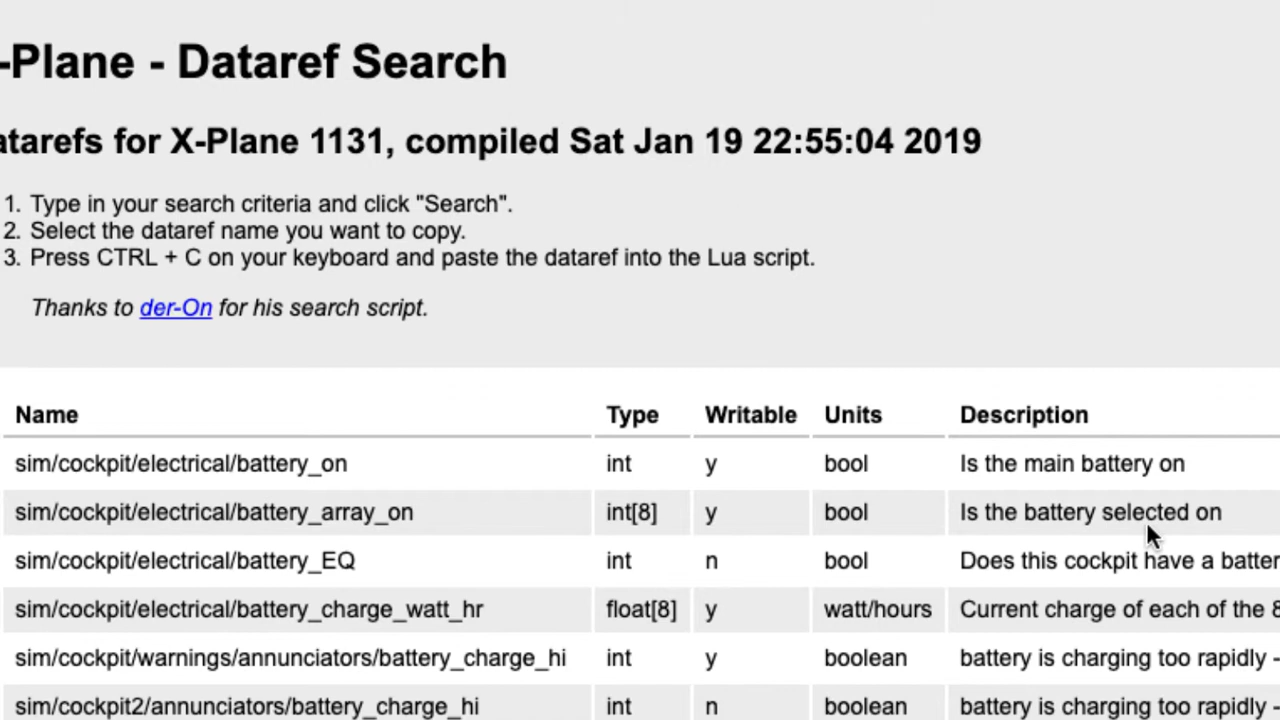 -Plane - Dataref Search
atarefs for X-Plane 1131, compiled Sat Jan 19 22:55:04 2019
1. Type in your search criteria and click "Search".
2. Select the dataref name you want to copy.
3. Press CTRL + C on your keyboard and paste the dataref into the Lua script.
Thanks to der-On for his search script.
Name Type Writable Units Description
sim/cockpit/electrical/battery_on int y bool Is the main battery on
sim/cockpit/electrical/battery_array_on int[8] y bool Is the battery selected on
sim/cockpit/electrical/battery_EQ int n bool Does this cockpit have a batter
sim/cockpit/electrical/battery_charge_watt_hr float[8] y watt/hours Current charge of each of the 8
sim/cockpit/warnings/annunciators/battery_charge_hi int y boolean battery is charging too rapidly -
sim/cockpit2/annunciators/battery_charge_hi int n boolean battery is charging too rapidly -